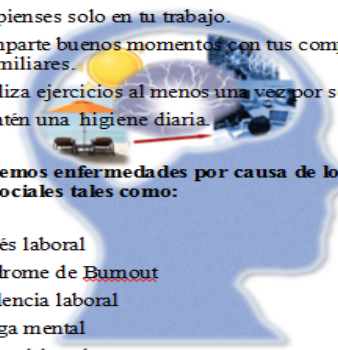 pienses solo en tu trabajo.
mparte buenos momentos con tus comp
miliares.
liza ejercicios al menos una vez por s
ntén una higiene diaria.
emos enfermedades por causa de lo
ociales tales como:
és laboral
drome de Bumout
lencia laboral
ga mental